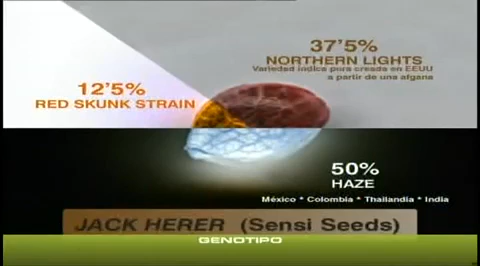 37'5%
NORTHERN LIGHTS
Variedad índica pura creada en EEUU
a partir de una afgana
12'5%
RED SKUNK STRAIN
50%
HAZE
México * Colombia * Thailandia * India
JACK HERER (Sensi Seeds)
GENOTIPO